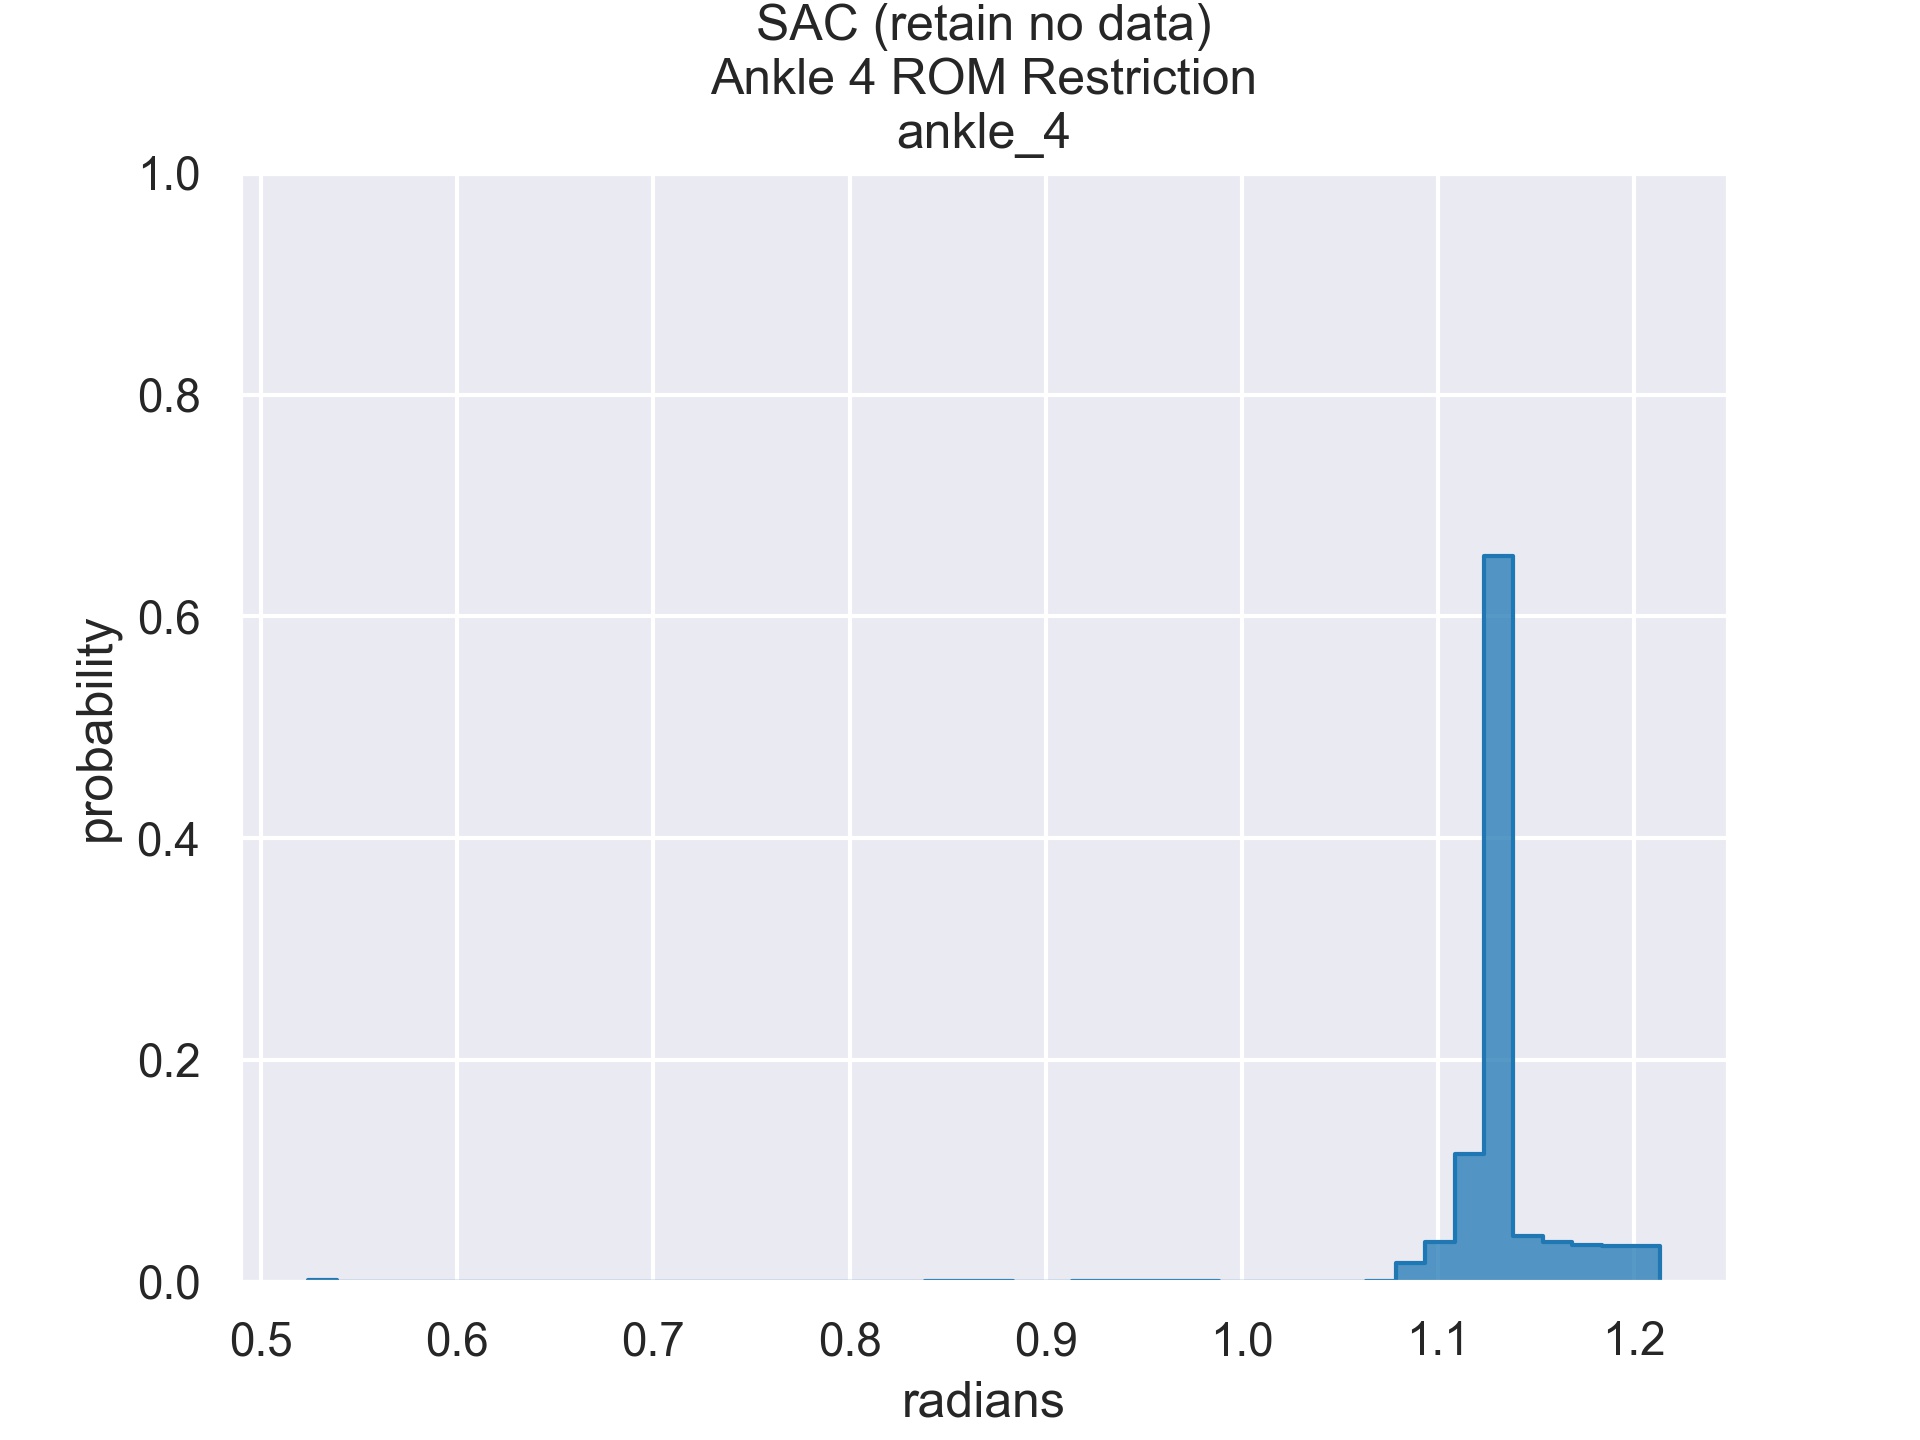 SAC (retain no data)
Ankle 4 ROM Restriction
ankle_4
1.0
0.8
0.6
0.4
0.2
0.0
probability
0.5 0.6 0.7 0.8 0.9 1.0 1.1 1.2
radians